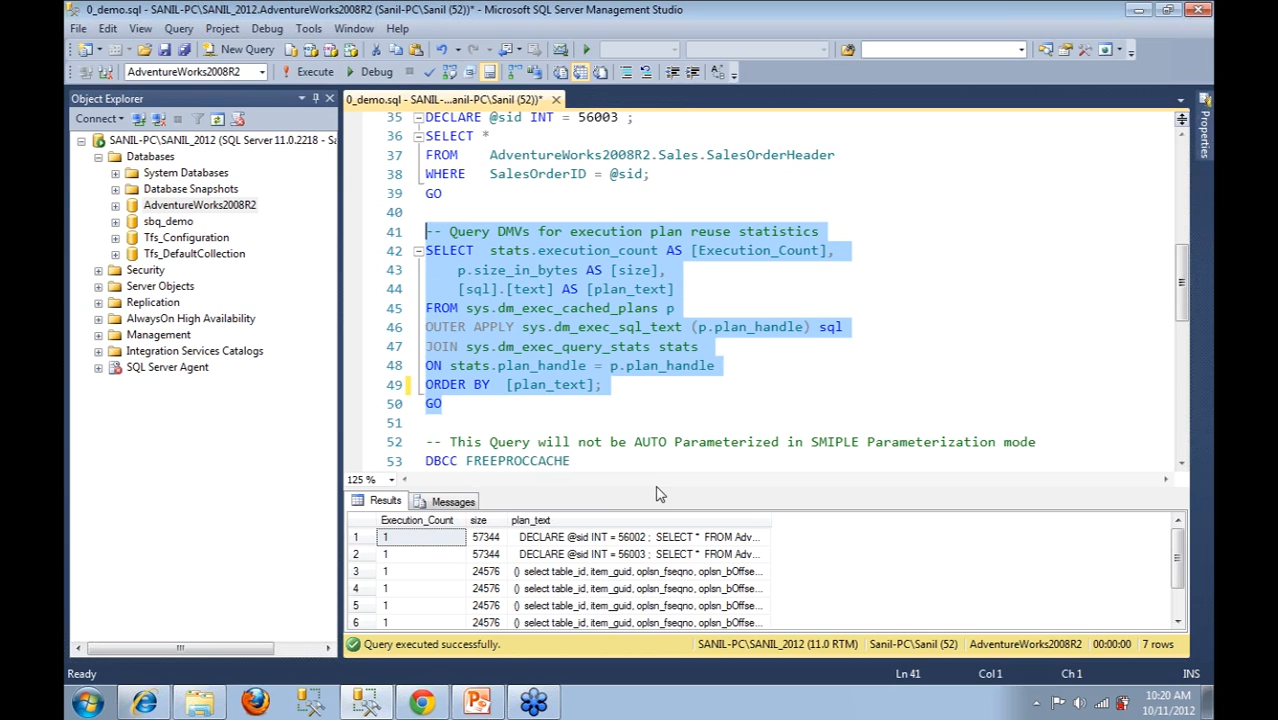 0_demo.sql - SANIL-PC\SANIL_2012.AdventureWorks2008R2 (Sanil-PC\Sanil (52))* - Microsoft SQL Server Management Studio
File Edit View Query Project Debug Tools Window Help
New Query
AdventureWorks2008R2 Execute Debug
Object Explorer
Connect
SANIL-PC\SANIL_2012 (SQL Server 11.0.2218 - S
Databases
System Databases
Database Snapshots
AdventureWorks2008R2
sbq_demo
Tfs_Configuration
Tfs_DefaultCollection
Security
Server Objects
Replication
AlwaysOn High Availability
Management
Integration Services Catalogs
SQL Server Agent
0_demo.sql - SANIL-...anil-PC\Sanil (52))*
35 DECLARE @sid INT = 56003 ;
36 SELECT *
37 FROM AdventureWorks2008R2.Sales.SalesOrderHeader
38 WHERE SalesOrderID = @sid;
39 GO
40
41 -- Query DMVs for execution plan reuse statistics
42 SELECT stats.execution_count AS [Execution_Count],
43 p.size_in_bytes AS [size],
44 [sql].[text] AS [plan_text]
45 FROM sys.dm_exec_cached_plans p
46 OUTER APPLY sys.dm_exec_sql_text (p.plan_handle) sql
47 JOIN sys.dm_exec_query_stats stats
48 ON stats.plan_handle = p.plan_handle
49 ORDER BY [plan_text];
50 GO
51
52 -- This Query will not be AUTO Parameterized in SMIPLE Parameterization mode
53 DBCC FREEPROCCACHE
125 %
Results Messages
Execution_Count size plan_text
1 1 57344 DECLARE @sid INT = 56002 ; SELECT * FROM Adv...
2 1 57344 DECLARE @sid INT = 56003 ; SELECT * FROM Adv...
3 1 24576 () select table_id, item_guid, oplsn_fseqno, oplsn_bOffse...
4 1 24576 () select table_id, item_guid, oplsn_fseqno, oplsn_bOffse...
5 1 24576 () select table_id, item_guid, oplsn_fseqno, oplsn_bOffse...
6 1 24576 () select table_id, item_guid, oplsn_fseqno, oplsn_bOffse...
Query executed successfully. SANIL-PC\SANIL_2012 (11.0 RTM) Sanil-PC\Sanil (52) AdventureWorks2008R2 00:00:00 7 rows
Ready Ln 41 Col 1 Ch 1 INS
Properties
10:20 AM
10/11/2012